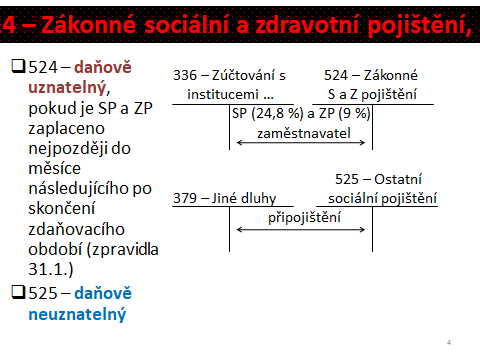 4 – Zákonné sociální a zdravotní pojištění,
524 – daňově
uznatelný,
pokud je SP a ZP
zaplaceno
nejpozději do
měsíce
následujícího po
skončení
zdaňovacího
období (zpravidla
31.1.)
525 – daňově
neuznatelný
336 – Zúčtování s
institucemi ...
524 – Zákonné
S a Z pojištění
SP (24,8 %) a ZP (9 %)
zaměstnavatel
379 – Jiné dluhy
525 – Ostatní
sociální pojištění
připojištění
4